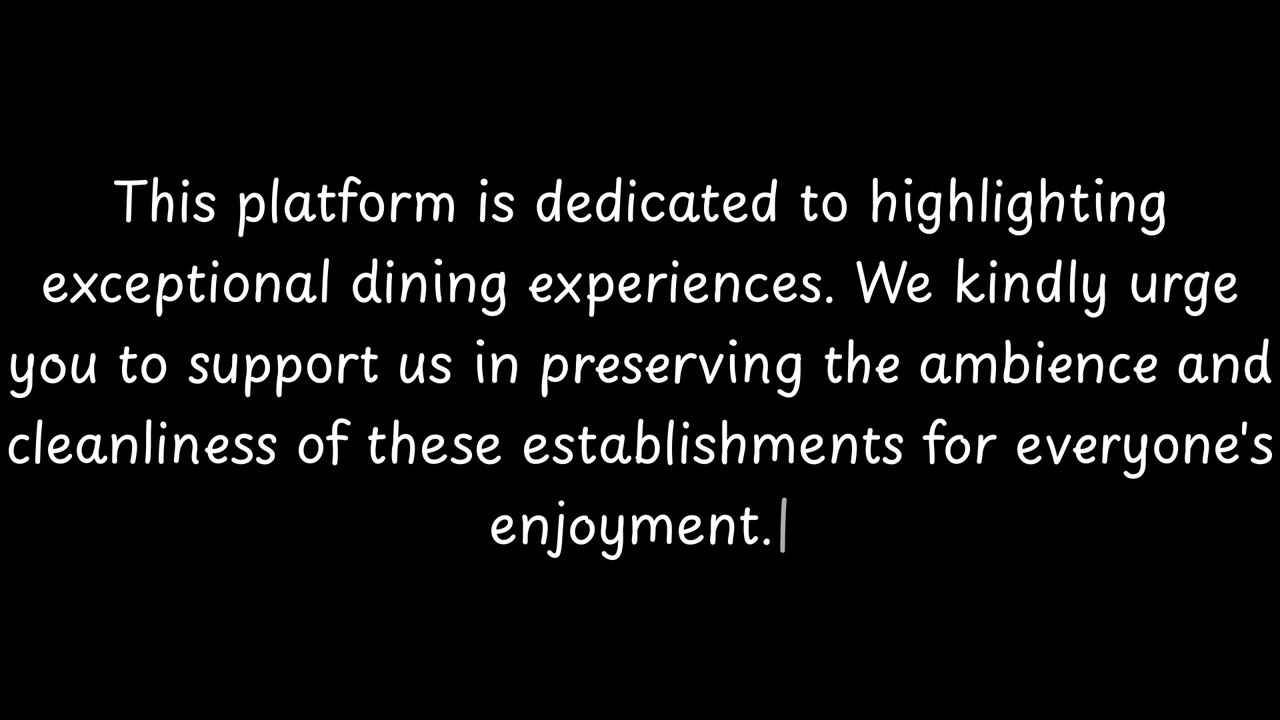 This platform is dedicated to highlighting
exceptional dining experiences. We kindly urge
you to support us in preserving the ambience and
cleanliness of these establishments for everyone's
enjoyment.